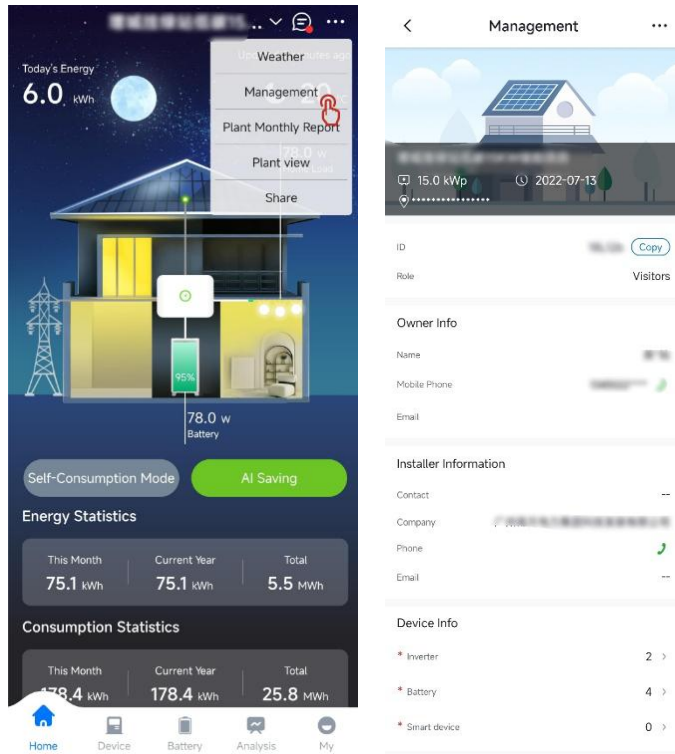 Today's Energy
6.0 kWh
Weather
Management
Plant Monthly Report
Plant view
Share
95%
78.0 w
Battery
Self-Consumption Mode
AI Saving
Energy Statistics
This Month Current Year Total
75.1 kWh 75.1 kWh 5.5 MWh
Consumption Statistics
This Month Current Year Total
178.4 kWh 178.4 kWh 25.8 MWh
Home Device Battery Analysis My
Management
15.0 kWp 2022-07-13
****************
ID Copy
Role Visitors
Owner Info
Name
Mobile Phone
Email
Installer Information
Contact --
Company
Phone
Email --
Device Info
* Inverter 2 >
* Battery 4 >
* Smart device 0 >